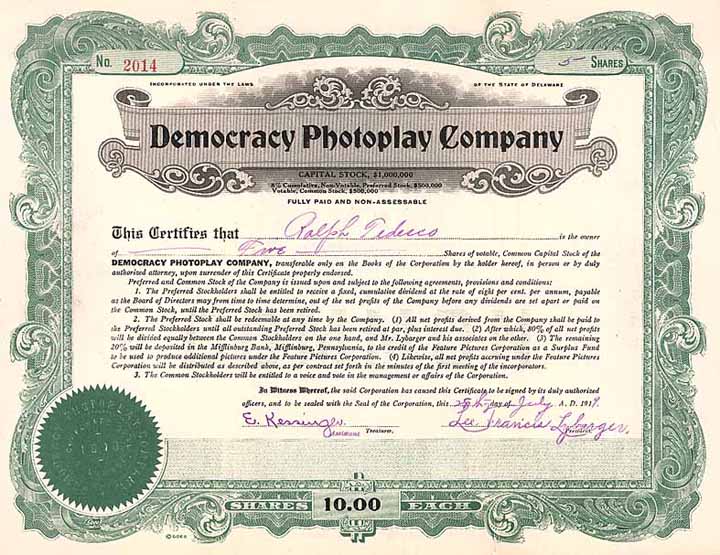 No. 2014 5 SHARES
INCORPORATED UNDER THE LAWS OF THE STATE OF DELAWARE
Democracy Photoplay Company
CAPITAL STOCK, $1,000,000
8% Cumulative, Non-Votable, Preferred Stock, $500,000
Votable, Common Stock, $500,000
FULLY PAID AND NON-ASSESSABLE
This Certifies that Ralph Tedesco is the owner
of Five Shares of votable, Common Capital Stock of the
DEMOCRACY PHOTOPLAY COMPANY, transferable only on the Books of the Corporation by the holder hereof, in person or by duly
authorized attorney, upon surrender of this Certificate properly endorsed.
Preferred and Common Stock of the Company is issued upon and subject to the following agreements, provisions and conditions:
1. The Preferred Stockholders shall be entitled to receive a fixed, cumulative dividend at the rate of eight per cent. per annum, payable
as the Board of Directors may from time to time determine, out of the net profits of the Company before any dividends are set apart or paid on
the Common Stock, until the Preferred Stock has been retired.
2. The Preferred Stock shall be redeemable at any time by the Company. (1) All net profits derived from the Company shall be paid to
the Preferred Stockholders until all outstanding Preferred Stock has been retired at par, plus interest due. (2) After which, 80% of all net profits
will be divided equally between the Common Stockholders on the one hand, and Mr. Lybarger and his associates on the other. (3) The remaining
20% will be deposited in the Mifflinburg Bank, Mifflinburg, Pennsylvania, to the credit of the Feature Pictures Corporation as a Surplus Fund
to be used to produce additional pictures under the Feature Pictures Corporation. (4) Likewise, all net profits accruing under the Feature Pictures
Corporation will be distributed as described above, as per contract set forth in the minutes of the first meeting of the incorporators.
3. The Common Stockholders will be entitled to a voice and vote in the management or affairs of the Corporation.
In Witness Whereof, the said Corporation has caused this Certificate to be signed by its duly authorized
officers, and to be sealed with the Seal of the Corporation, this day of July A. D. 1919.
E. Kessinger Lee Francis Lybarger
Treasurer. President.
SHARES 10.00 EACH
©GOES